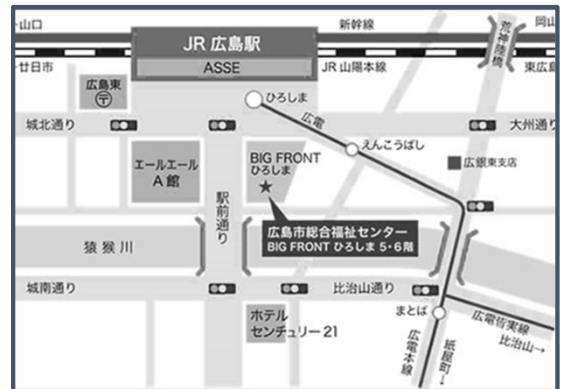 ←山口
新幹線
岡山→
JR 広島駅
荒神陸橋
←廿日市
ASSE
JR 山陽本線
東広島
広島東
〒
ひろしま
広電
城北通り
大州通り
えんこうばし
エールエール
A 館
BIG FRONT
ひろしま
★
広銀東支店
駅前通り
広島市総合福祉センター
BIG FRONT ひろしま 5・6階
猿猴川
城南通り
比治山通り
ホテル
センチュリー21
まとば
広電皆実線
比治山→
広電本線
紙屋町→